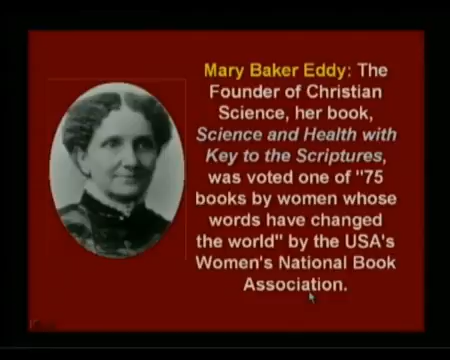 Mary Baker Eddy: The
Founder of Christian
Science, her book,
Science and Health with
Key to the Scriptures,
was voted one of "75
books by women whose
words have changed
the world" by the USA's
Women's National Book
Association.